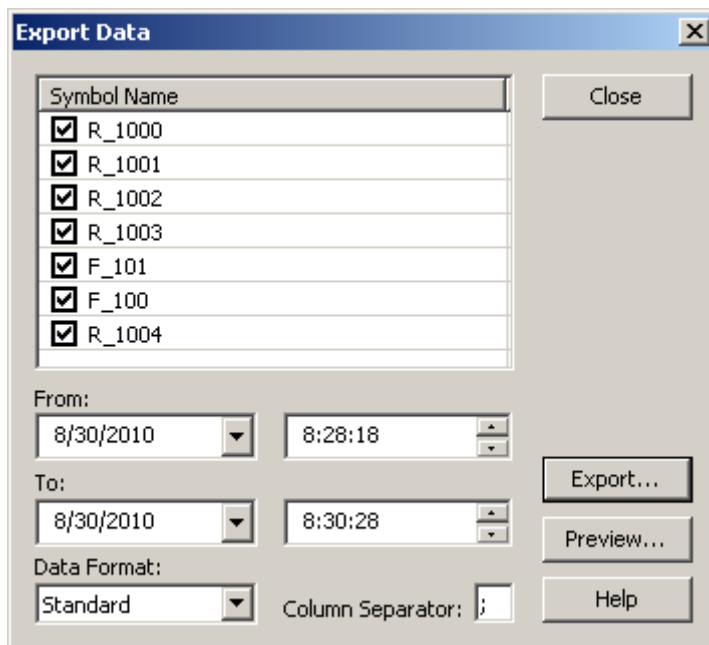 Export Data
Symbol Name
Close
R_1000
R_1001
R_1002
R_1003
F_101
F_100
R_1004
From:
8/30/2010 8:28:18
To:
Export...
8/30/2010 8:30:28
Preview...
Data Format:
Standard Column Separator: ;
Help